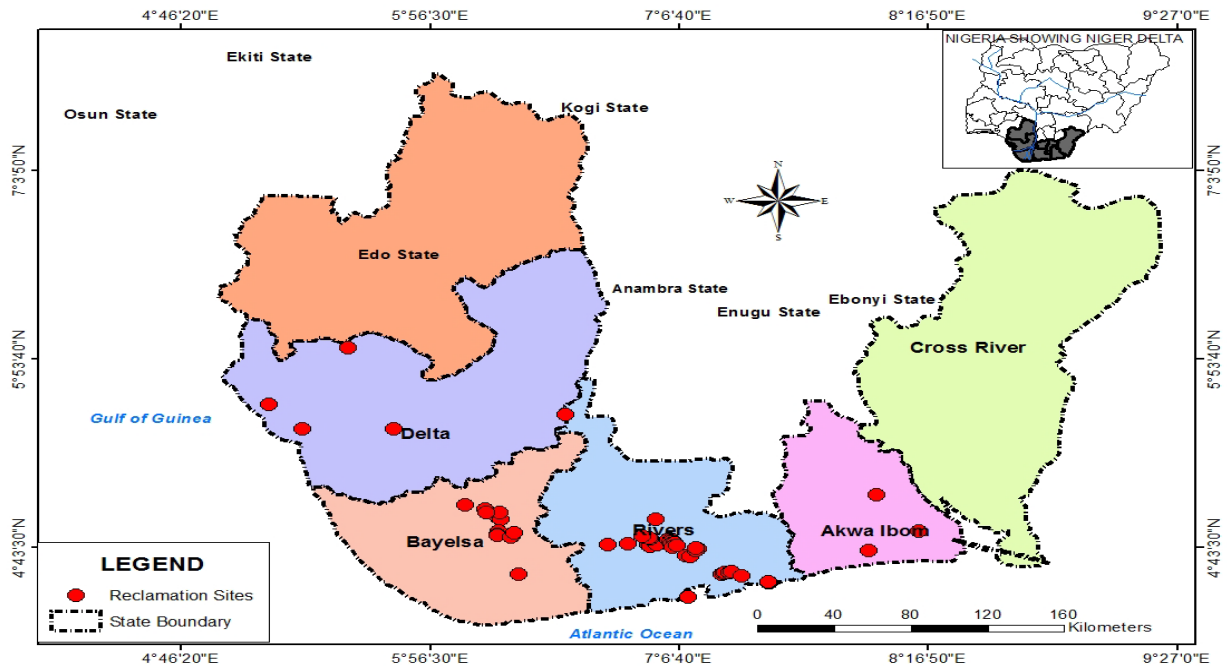 4°46'20"E 5°56'30"E 7°6'40"E 8°16'50"E 9°27'0"E
NIGERIA SHOWING NIGER DELTA
Ekiti State
Kogi State
Osun State
7°3'50"N
7°3'50"N
N
W E
S
Edo State
Anambra State
Ebonyi State
Enugu State
Cross River
5°53'40"N
5°53'40"N
Gulf of Guinea
Delta
Akwa Ibom
Rivers
Bayelsa
4°43'30"N
4°43'30"N
LEGEND
Reclamation Sites
State Boundary
0 40 80 120 160
Kilometers
Atlantic Ocean
4°46'20"E 5°56'30"E 7°6'40"E 8°16'50"E 9°27'0"E